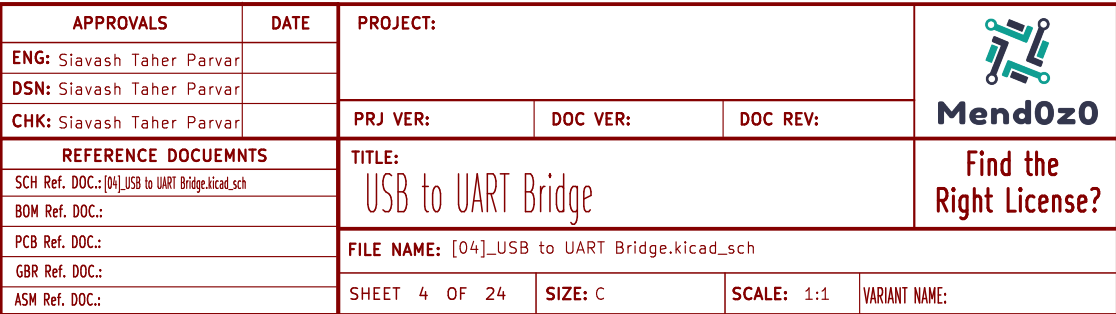 APPROVALS DATE
ENG: Siavash Taher Parvar
DSN: Siavash Taher Parvar
CHK: Siavash Taher Parvar
REFERENCE DOCUEMNTS
SCH Ref. DOC.: [04]_USB to UART Bridge.kicad_sch
BOM Ref. DOC.:
PCB Ref. DOC.:
GBR Ref. DOC.:
ASM Ref. DOC.:
PROJECT:
PRJ VER: DOC VER: DOC REV:
TITLE:
USB to UART Bridge
FILE NAME: [04]_USB to UART Bridge.kicad_sch
SHEET 4 OF 24 SIZE: C SCALE: 1:1 VARIANT NAME:
Mend0z0
Find the
Right License?